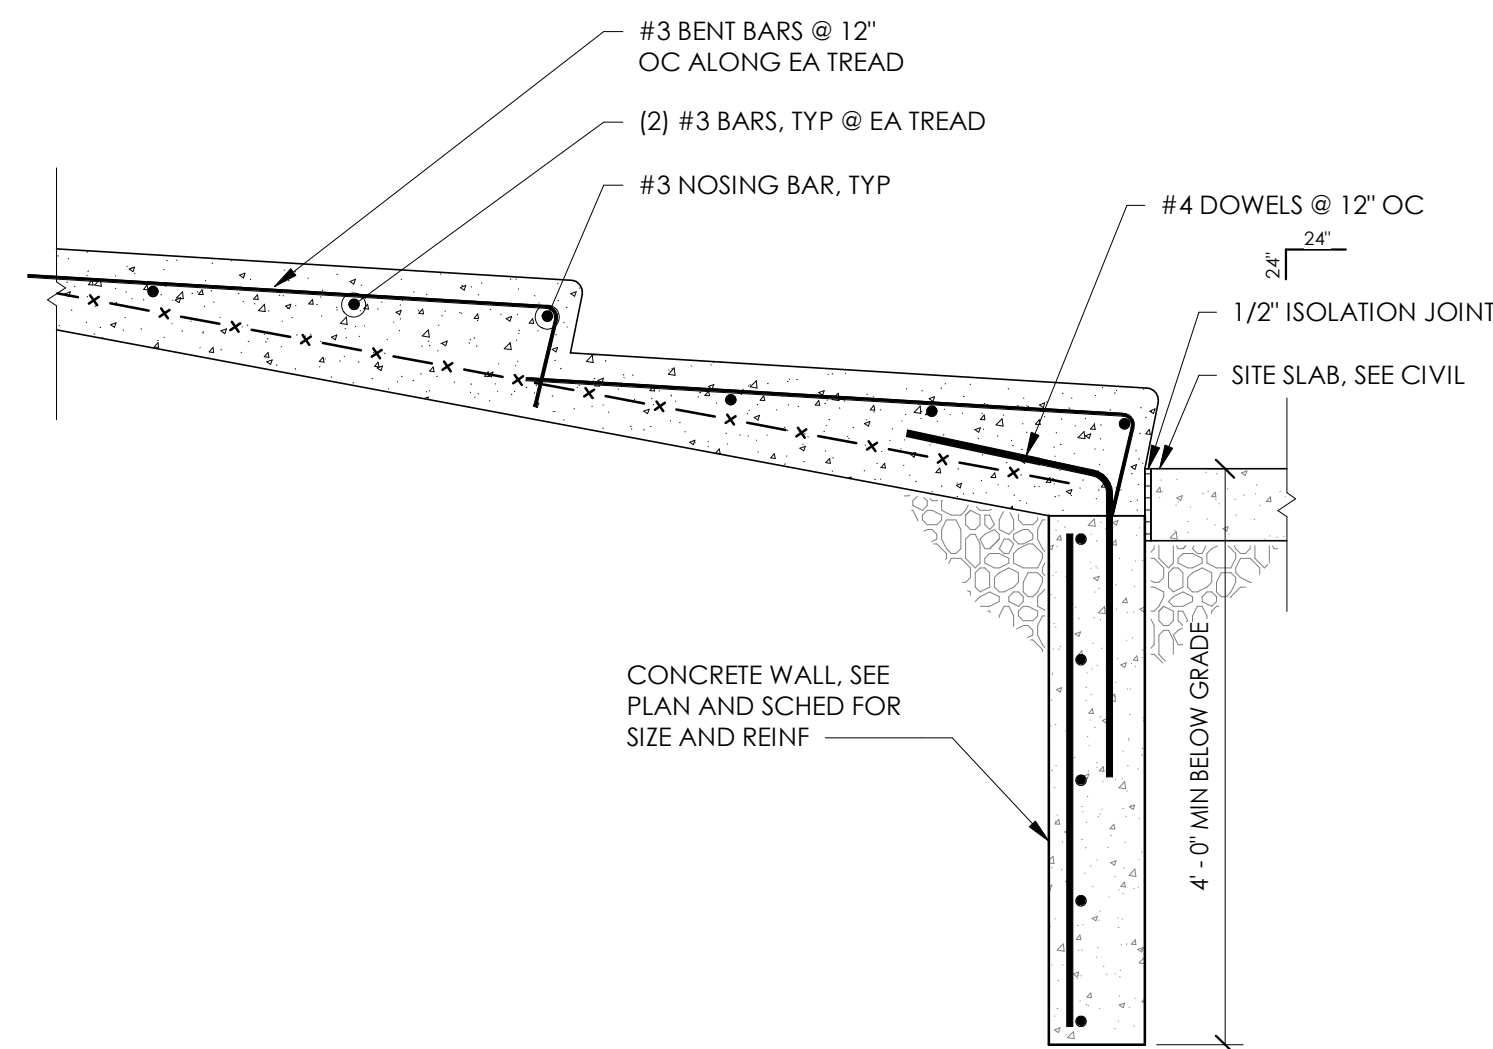 #3 BENT BARS @ 12"
OC ALONG EA TREAD
(2) #3 BARS, TYP @ EA TREAD
#3 NOSING BAR, TYP
#4 DOWELS @ 12" OC
24"
24"
1/2" ISOLATION JOINT
SITE SLAB, SEE CIVIL
CONCRETE WALL, SEE
PLAN AND SCHED FOR
SIZE AND REINF
4' - 0" MIN BELOW GRADE